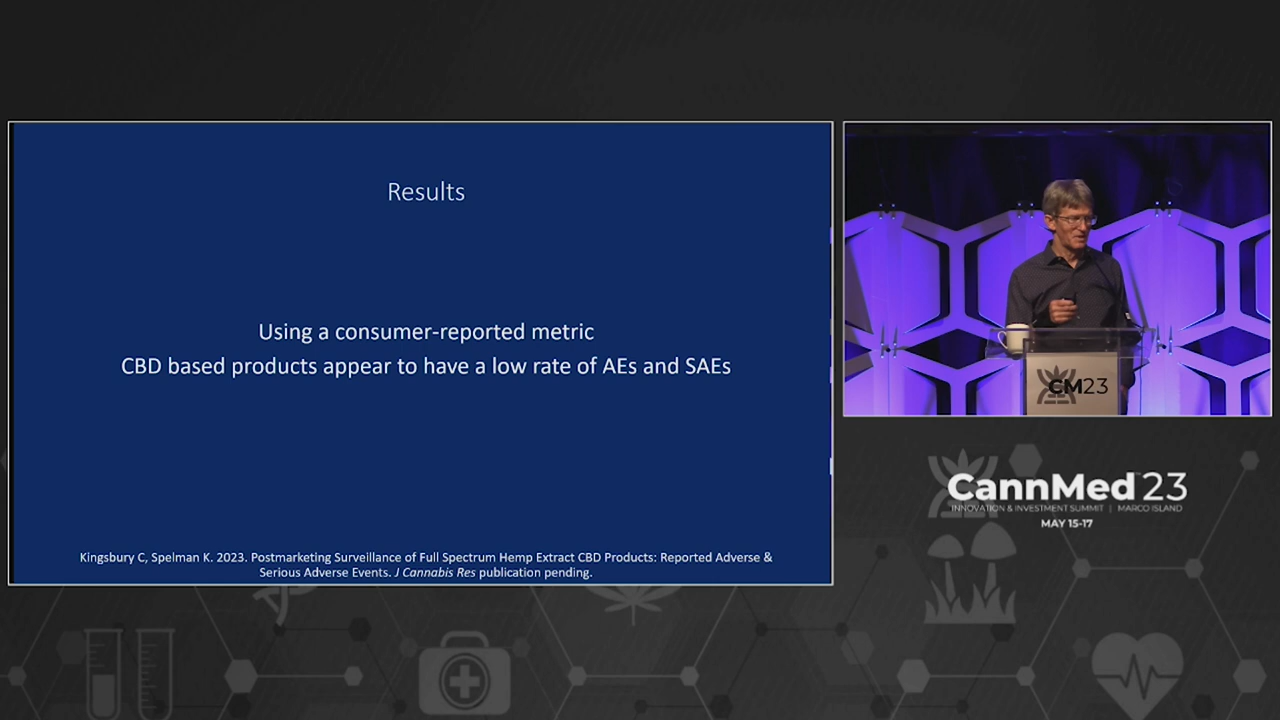 Results
Using a consumer-reported metric
CBD based products appear to have a low rate of AEs and SAEs
Kingsbury C, Spelman K. 2023. Postmarketing Surveillance of Full Spectrum Hemp Extract CBD Products: Reported Adverse &
Serious Adverse Events. J Cannabis Res publication pending.
CM23
CannMed 23
INNOVATION & INVESTMENT SUMMIT | MARCO ISLAND
MAY 15-17